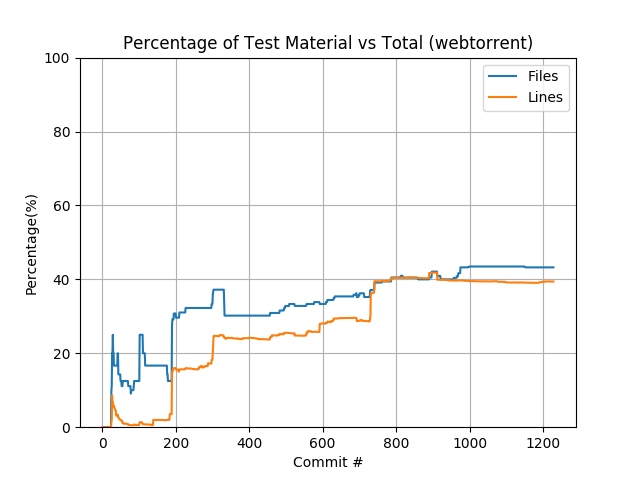 Percentage of Test Material vs Total (webtorrent)
Files
Lines
100
80
60
40
20
0
Percentage(%)
0 200 400 600 800 1000 1200
Commit #